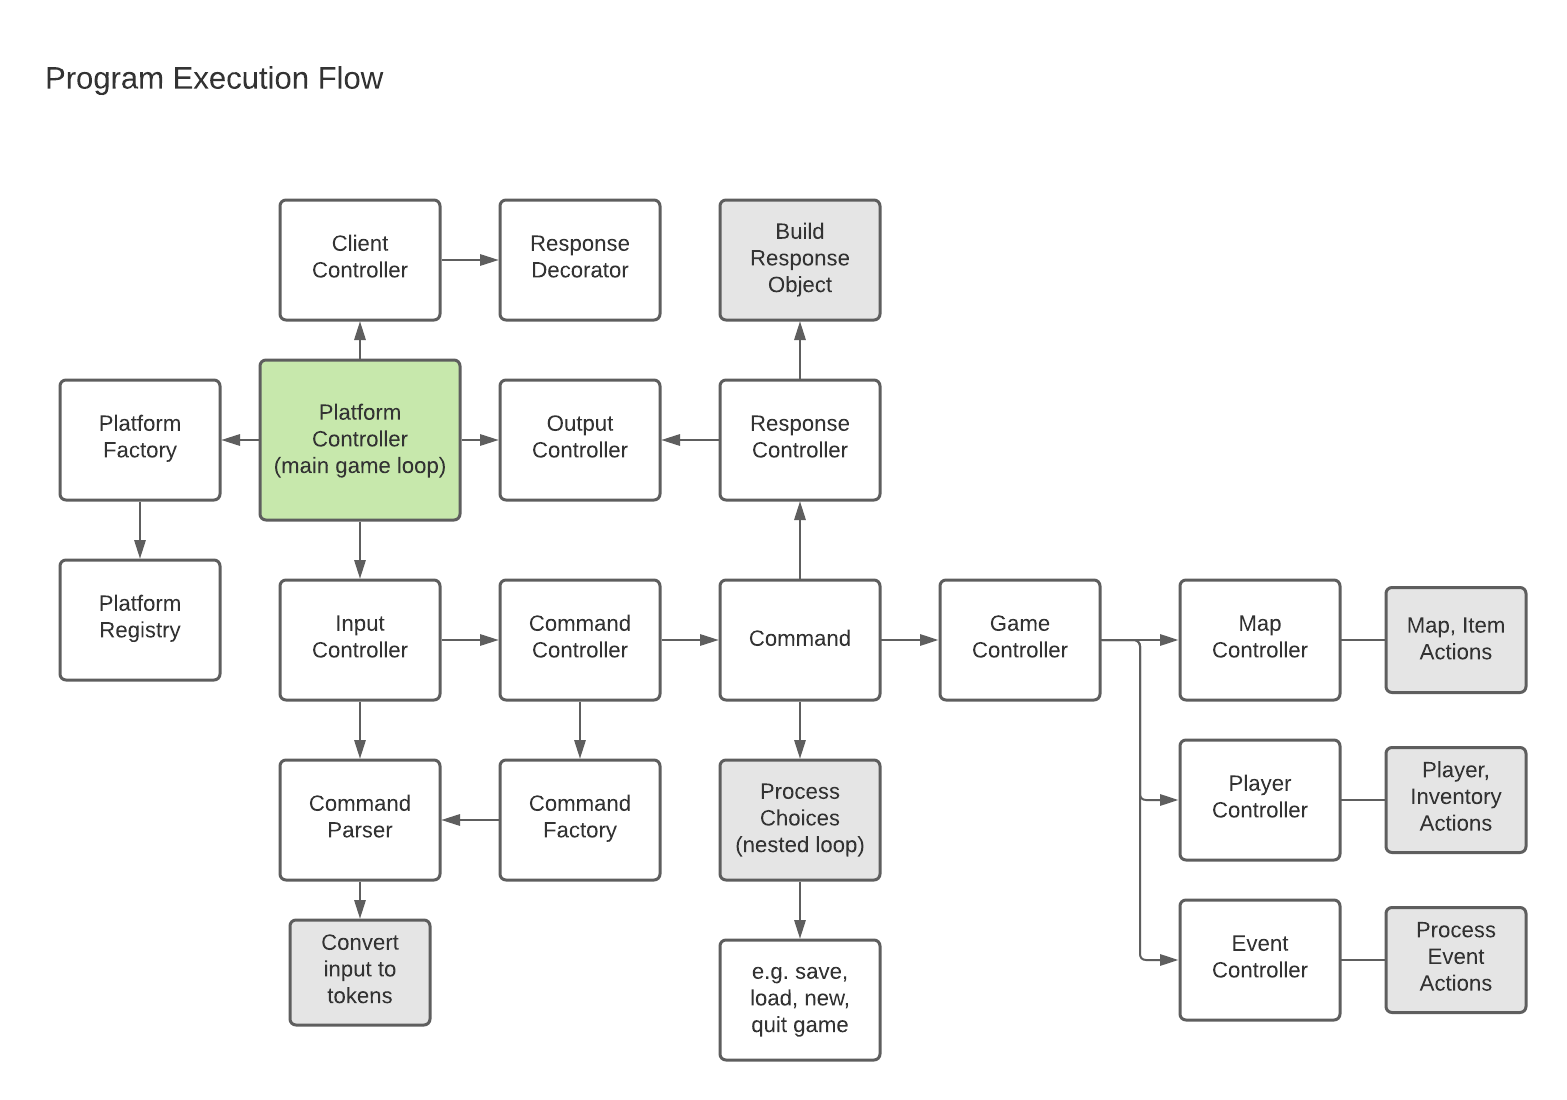 Program Execution Flow
Client
Controller
Response
Decorator
Build
Response
Object
Platform
Factory
Platform
Controller
(main game loop)
Output
Controller
Response
Controller
Platform
Registry
Input
Controller
Command
Controller
Command
Game
Controller
Map
Controller
Map, Item
Actions
Command
Parser
Command
Factory
Process
Choices
(nested loop)
Player
Controller
Player,
Inventory
Actions
Convert
input to
tokens
e.g. save,
load, new,
quit game
Event
Controller
Process
Event
Actions